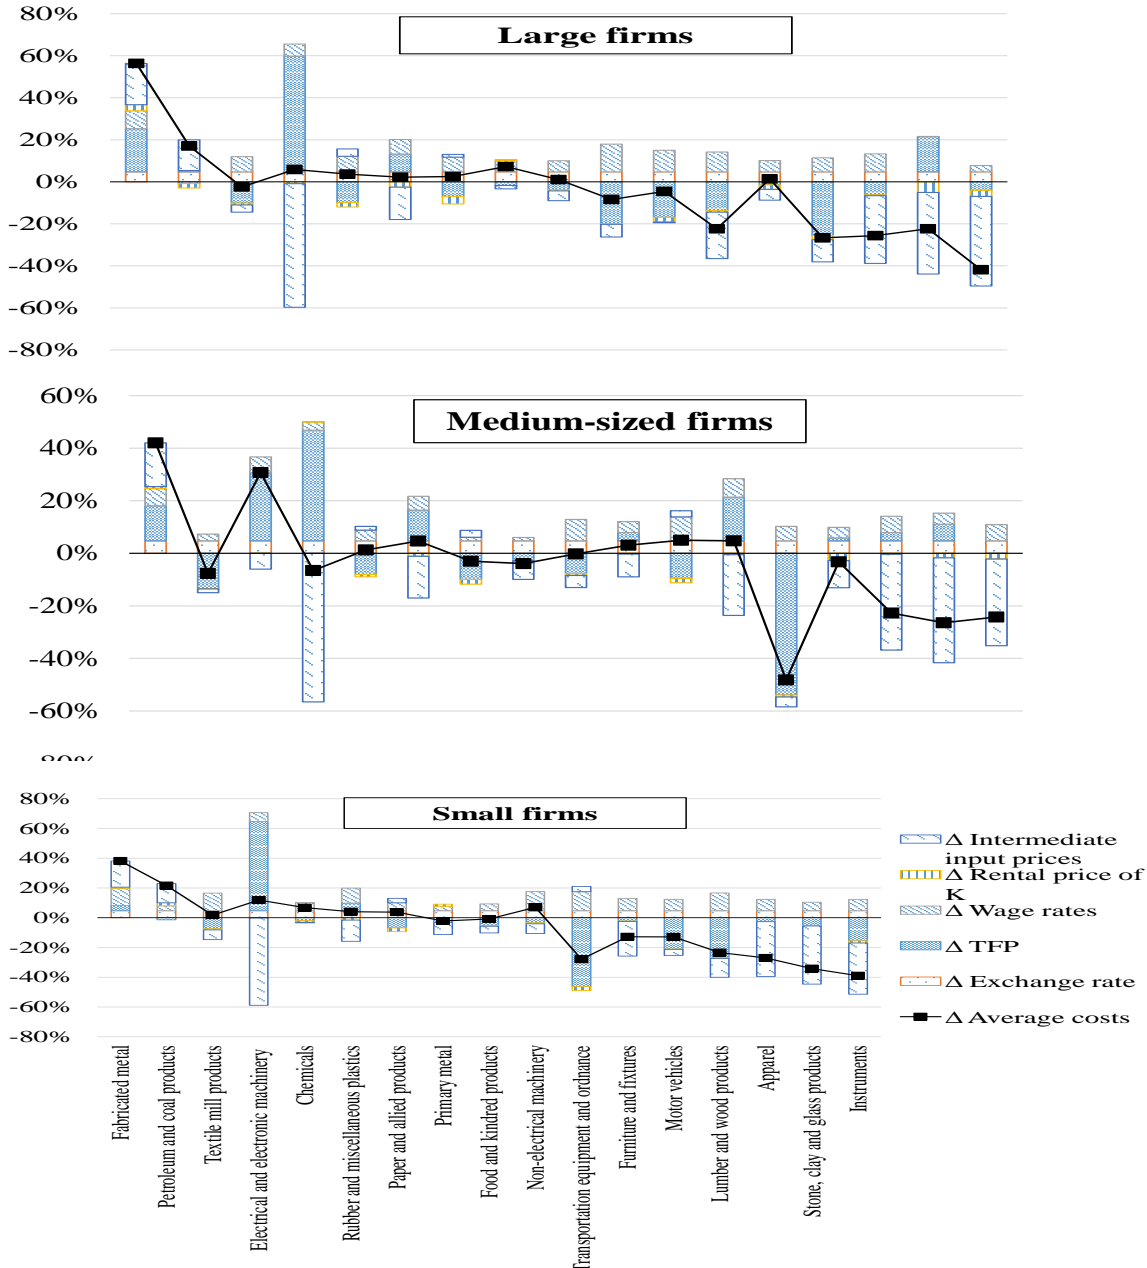 80%
Large firms
60%
40%
20%
0%
-20%
-40%
-60%
-80%
60%
Medium-sized firms
40%
20%
0%
-20%
-40%
-60%
-80%
80%
Small firms
60%
40%
20%
0%
-20%
-40%
-60%
-80%
Δ Intermediate
input prices
Δ Rental price of
K
Δ Wage rates
Δ TFP
Δ Exchange rate
Δ Average costs
Fabricated metal
Petroleum and coal products
Textile mill products
Electrical and electronic machinery
Chemicals
Rubber and miscellaneous plastics
Paper and allied products
Primary metal
Food and kindred products
Non-electrical machinery
Transportation equipment and ordnance
Furniture and fixtures
Motor vehicles
Lumber and wood products
Apparel
Stone, clay and glass products
Instruments